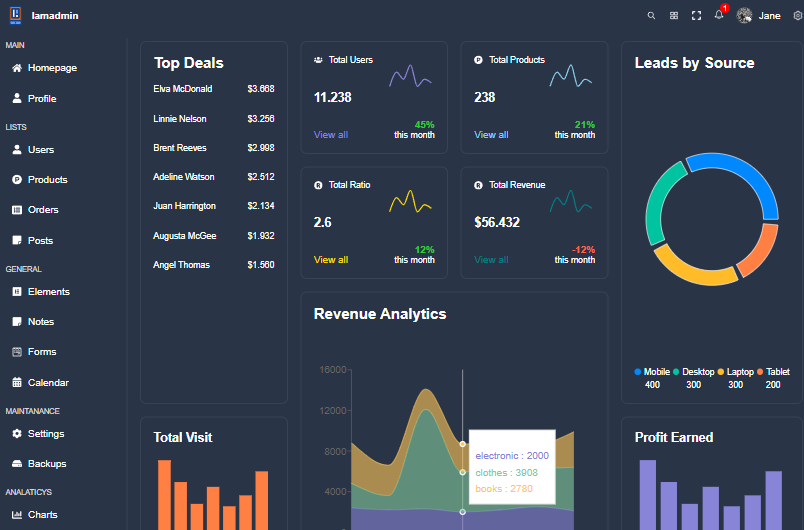 lamadmin
1
Jane
MAIN
Homepage
Profile
LISTS
Users
Products
Orders
Posts
GENERAL
Elements
Notes
Forms
Calendar
MAINTANANCE
Settings
Backups
ANALATICYS
Charts
Top Deals
Elva McDonald $3.668
Linnie Nelson $3.256
Brent Reeves $2.998
Adeline Watson $2.512
Juan Harrington $2.134
Augusta McGee $1.932
Angel Thomas $1.560
Total Users
11.238
45%
View all this month
P Total Products
238
21%
View all this month
R Total Ratio
2.6
12%
View all this month
R Total Revenue
$56.432
-12%
View all this month
Leads by Source
Mobile Desktop Laptop Tablet
400 300 300 200
Revenue Analytics
16000
12000
8000
4000
electronic : 2000
clothes : 3908
books : 2780
Total Visit
Profit Earned